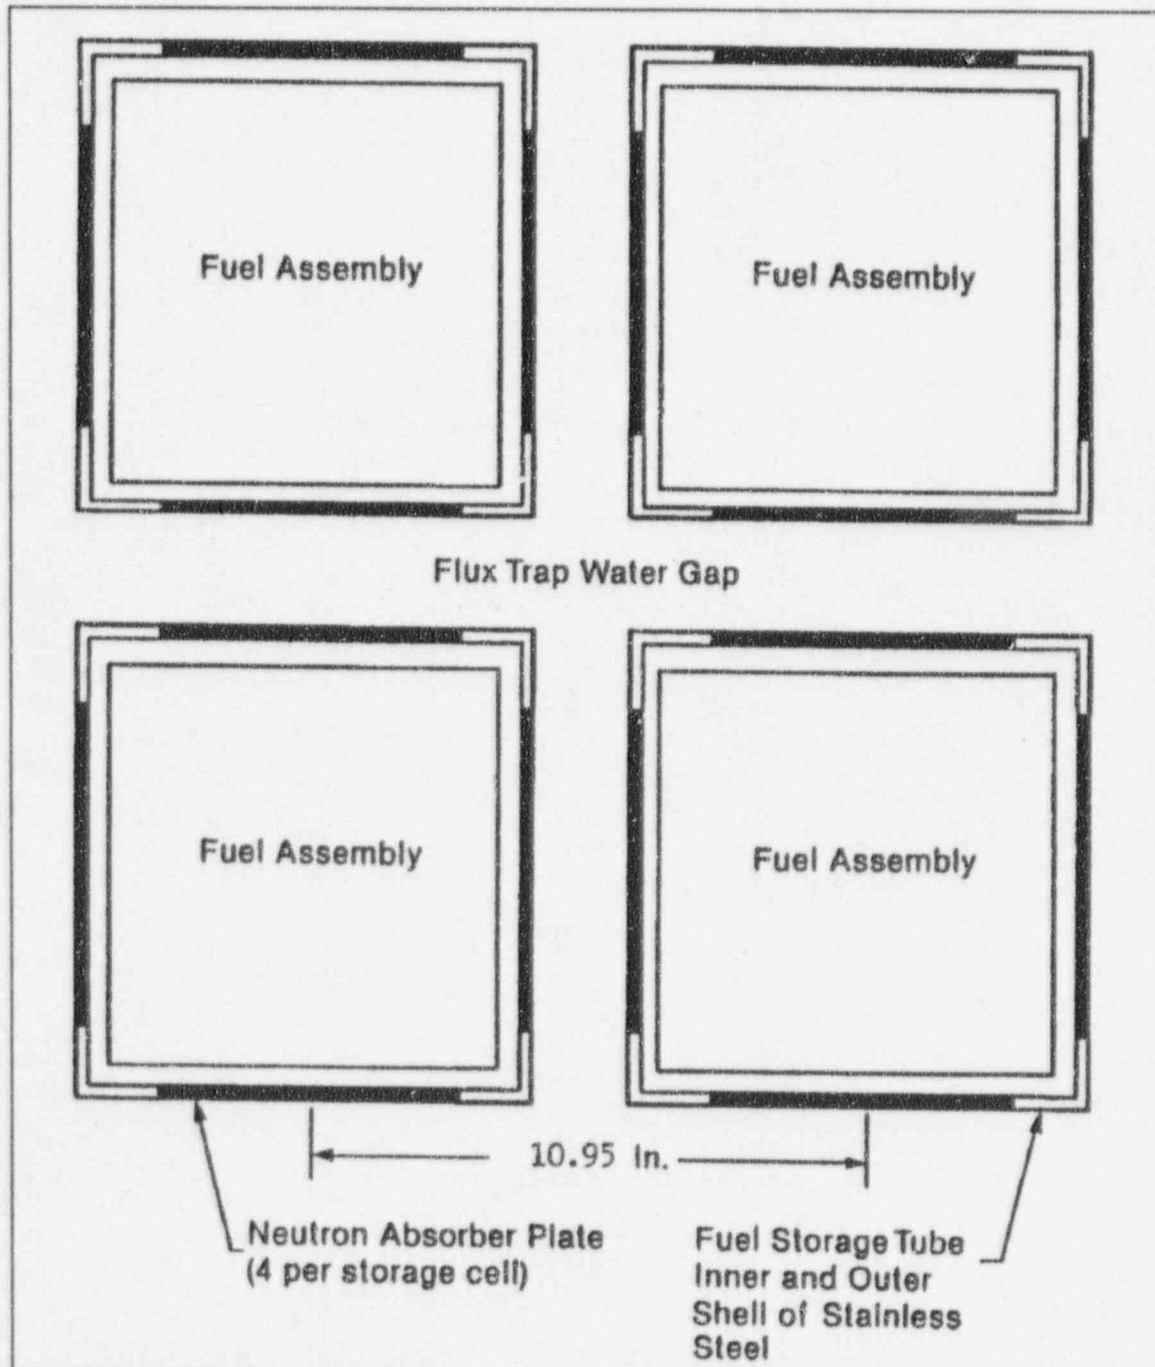 Fuel Assembly
Fuel Assembly
Flux Trap Water Gap
Fuel Assembly
Fuel Assembly
10.95 In.
Neutron Absorber Plate
(4 per storage cell)
Fuel Storage Tube
Inner and Outer
Shell of Stainless
Steel